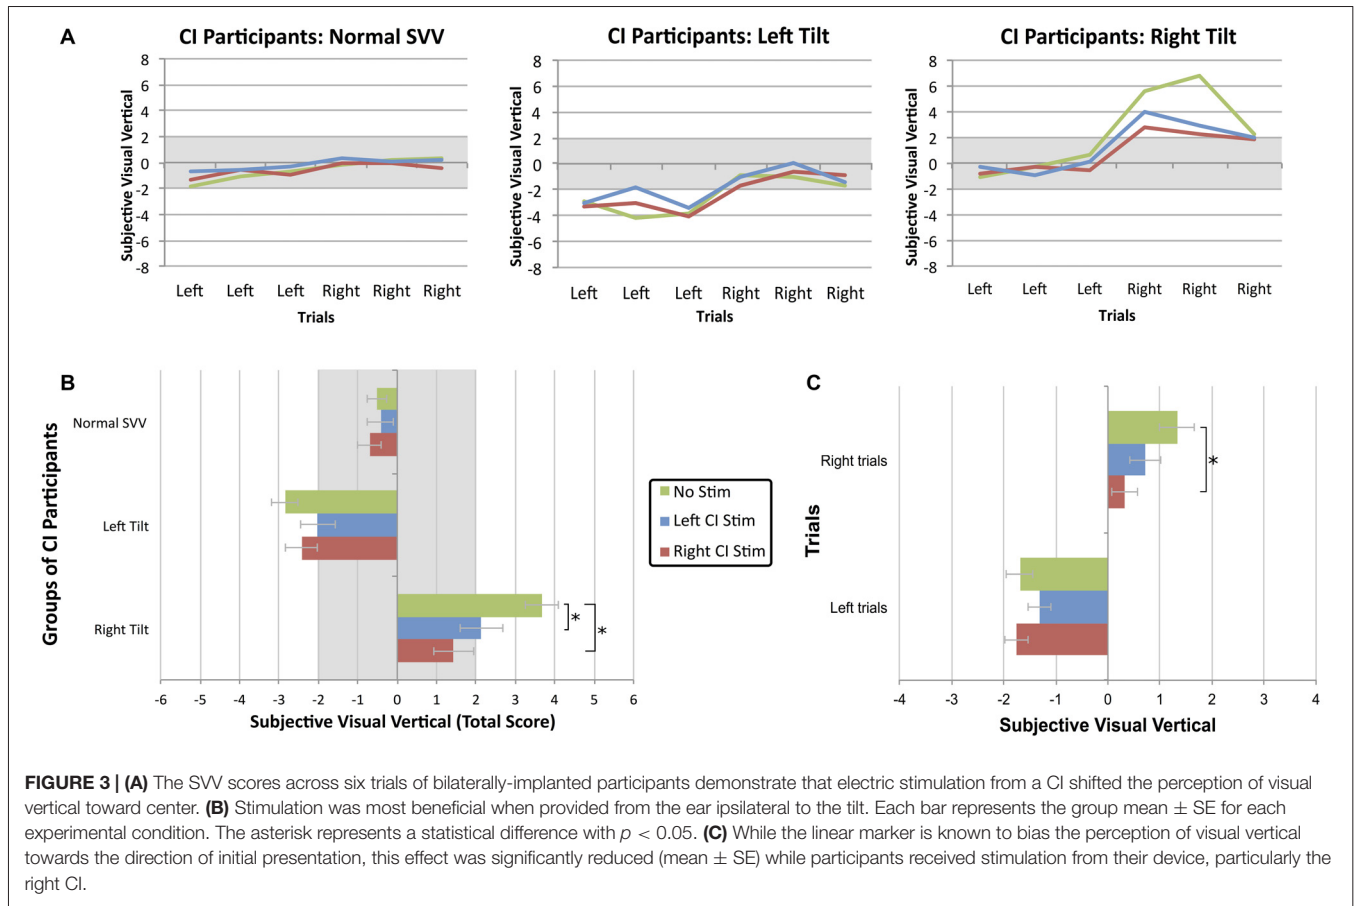 A
CI Participants: Normal SVV
Subjective Visual Vertical
8
6
4
2
0
-2
-4
-6
-8
Left Left Left Right Right Right
Trials
CI Participants: Left Tilt
Subjective Visual Vertical
8
6
4
2
0
-2
-4
-6
-8
Left Left Left Right Right Right
Trials
CI Participants: Right Tilt
Subjective Visual Vertical
8
6
4
2
0
-2
-4
-6
-8
Left Left Left Right Right Right
Trials
B
Groups of CI Participants
Normal SVV
Left Tilt
Right Tilt
*
*
-6 -5 -4 -3 -2 -1 0 1 2 3 4 5 6
Subjective Visual Vertical (Total Score)
No Stim
Left CI Stim
Right CI Stim
C
Trials
Right trials
*
Left trials
-4 -3 -2 -1 0 1 2 3 4
Subjective Visual Vertical
FIGURE 3 | (A) The SVV scores across six trials of bilaterally-implanted participants demonstrate that electric stimulation from a CI shifted the perception of visual
vertical toward center. (B) Stimulation was most beneficial when provided from the ear ipsilateral to the tilt. Each bar represents the group mean ± SE for each
experimental condition. The asterisk represents a statistical difference with p < 0.05. (C) While the linear marker is known to bias the perception of visual vertical
towards the direction of initial presentation, this effect was significantly reduced (mean ± SE) while participants received stimulation from their device, particularly the
right CI.